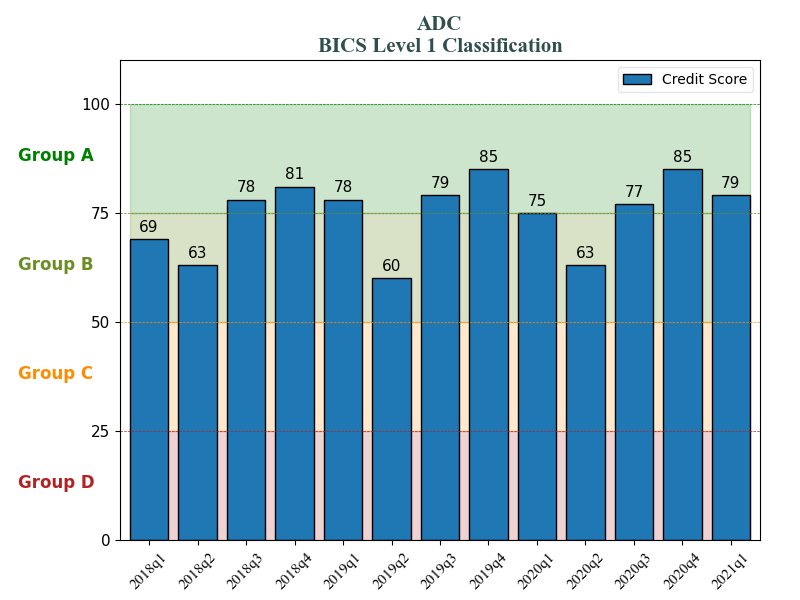 ADC
BICS Level 1 Classification
Credit Score
100
Group A
85
85
81
79
79
78
78
77
75
75
69
63
63
60
Group B
50
Group C
25
Group D
0
2018q1 2018q2 2018q3 2018q4 2019q1 2019q2 2019q3 2019q4 2020q1 2020q2 2020q3 2020q4 2021q1